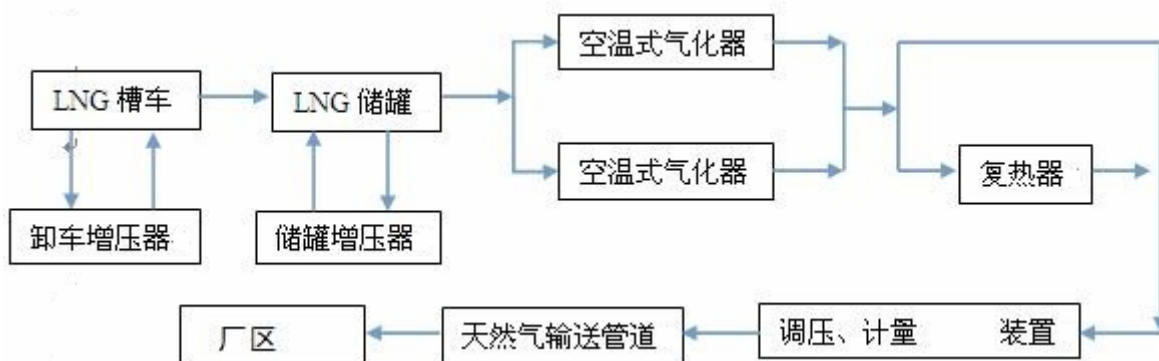 空温式气化器
LNG 槽车
LNG 储罐
空温式气化器
复热器
卸车增压器
储罐增压器
厂区
天然气输送管道
调压、计量 装置